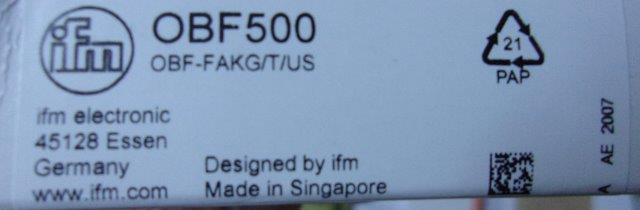 ifm
OBF500
OBF-FAKG/T/US
21
PAP
ifm electronic
45128 Essen
Germany
www.ifm.com
Designed by ifm
Made in Singapore
A AE 2007